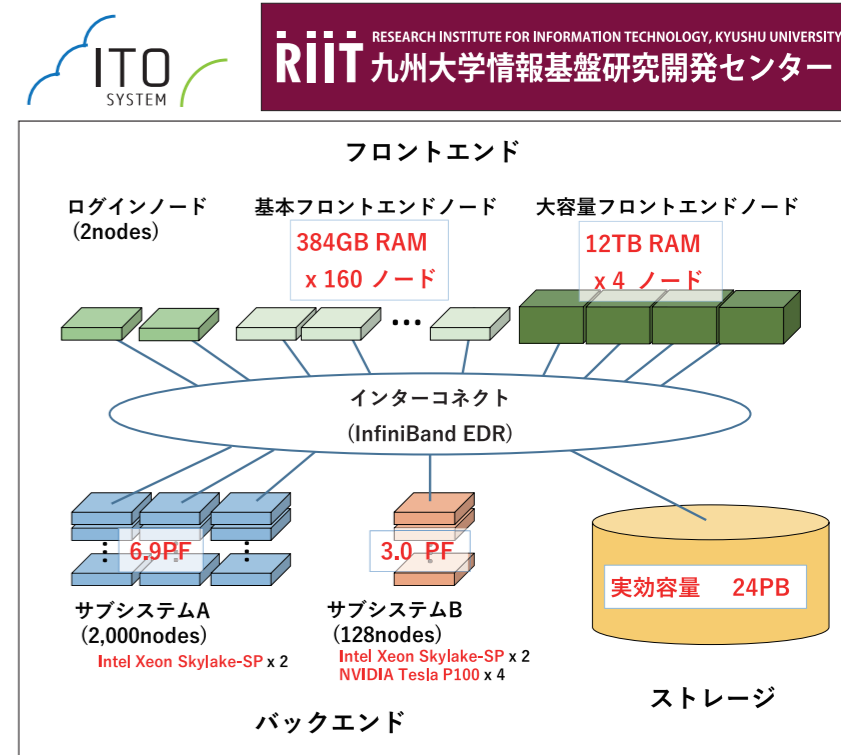 ITO
SYSTEM
RIIT
RESEARCH INSTITUTE FOR INFORMATION TECHNOLOGY, KYUSHU UNIVERSITY
九州大学情報基盤研究開発センター
フロントエンド
ログインノード
(2nodes)
基本フロントエンドノード
384GB RAM
x 160 ノード
大容量フロントエンドノード
12TB RAM
x 4 ノード
•••
インターコネクト
(InfiniBand EDR)
6.9PF
サブシステムA
(2,000nodes)
Intel Xeon Skylake-SP x 2
3.0 PF
サブシステムB
(128nodes)
Intel Xeon Skylake-SP x 2
NVIDIA Tesla P100 x 4
実効容量 24PB
ストレージ
バックエンド